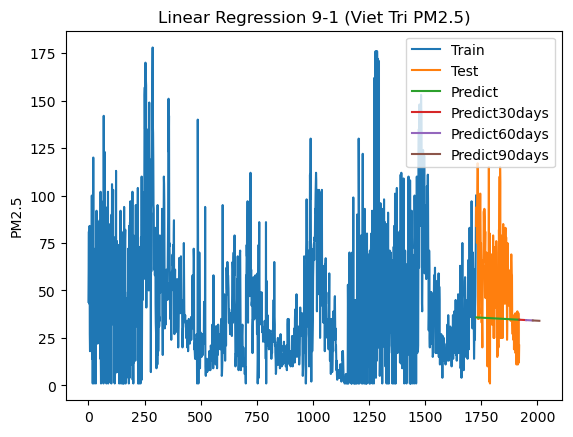 Linear Regression 9-1 (Viet Tri PM2.5)
PM2.5
175
150
125
100
75
50
25
0
Train
Test
Predict
Predict30days
Predict60days
Predict90days
0 250 500 750 1000 1250 1500 1750 2000